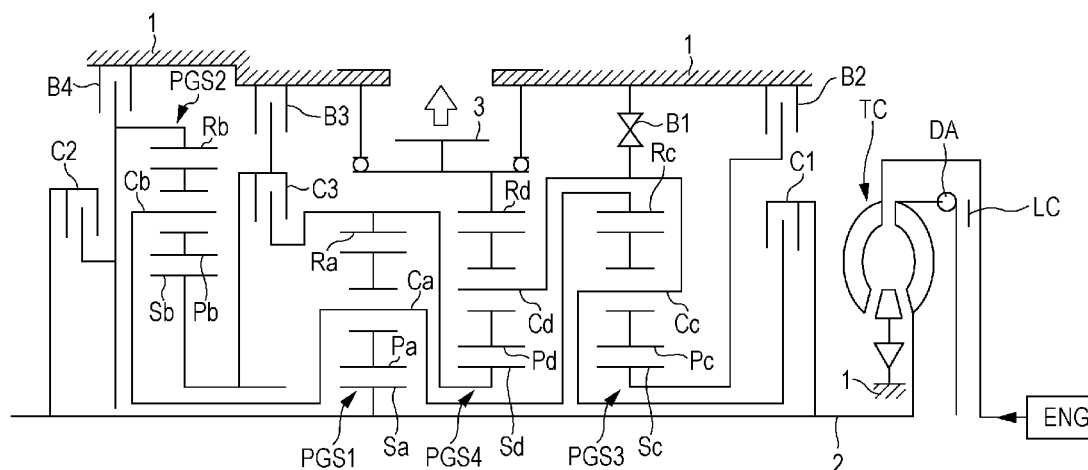 1
1
B4
PGS2
B3
B2
3
B1
TC
DA
Rb
C2
C3
Rc
C1
Cb
Rd
LC
Ra
Ca
Sb
Pb
Cd
Cc
Pa
Pd
Pc
1
PGS1
Sa
PGS4
Sd
PGS3
Sc
2
ENG